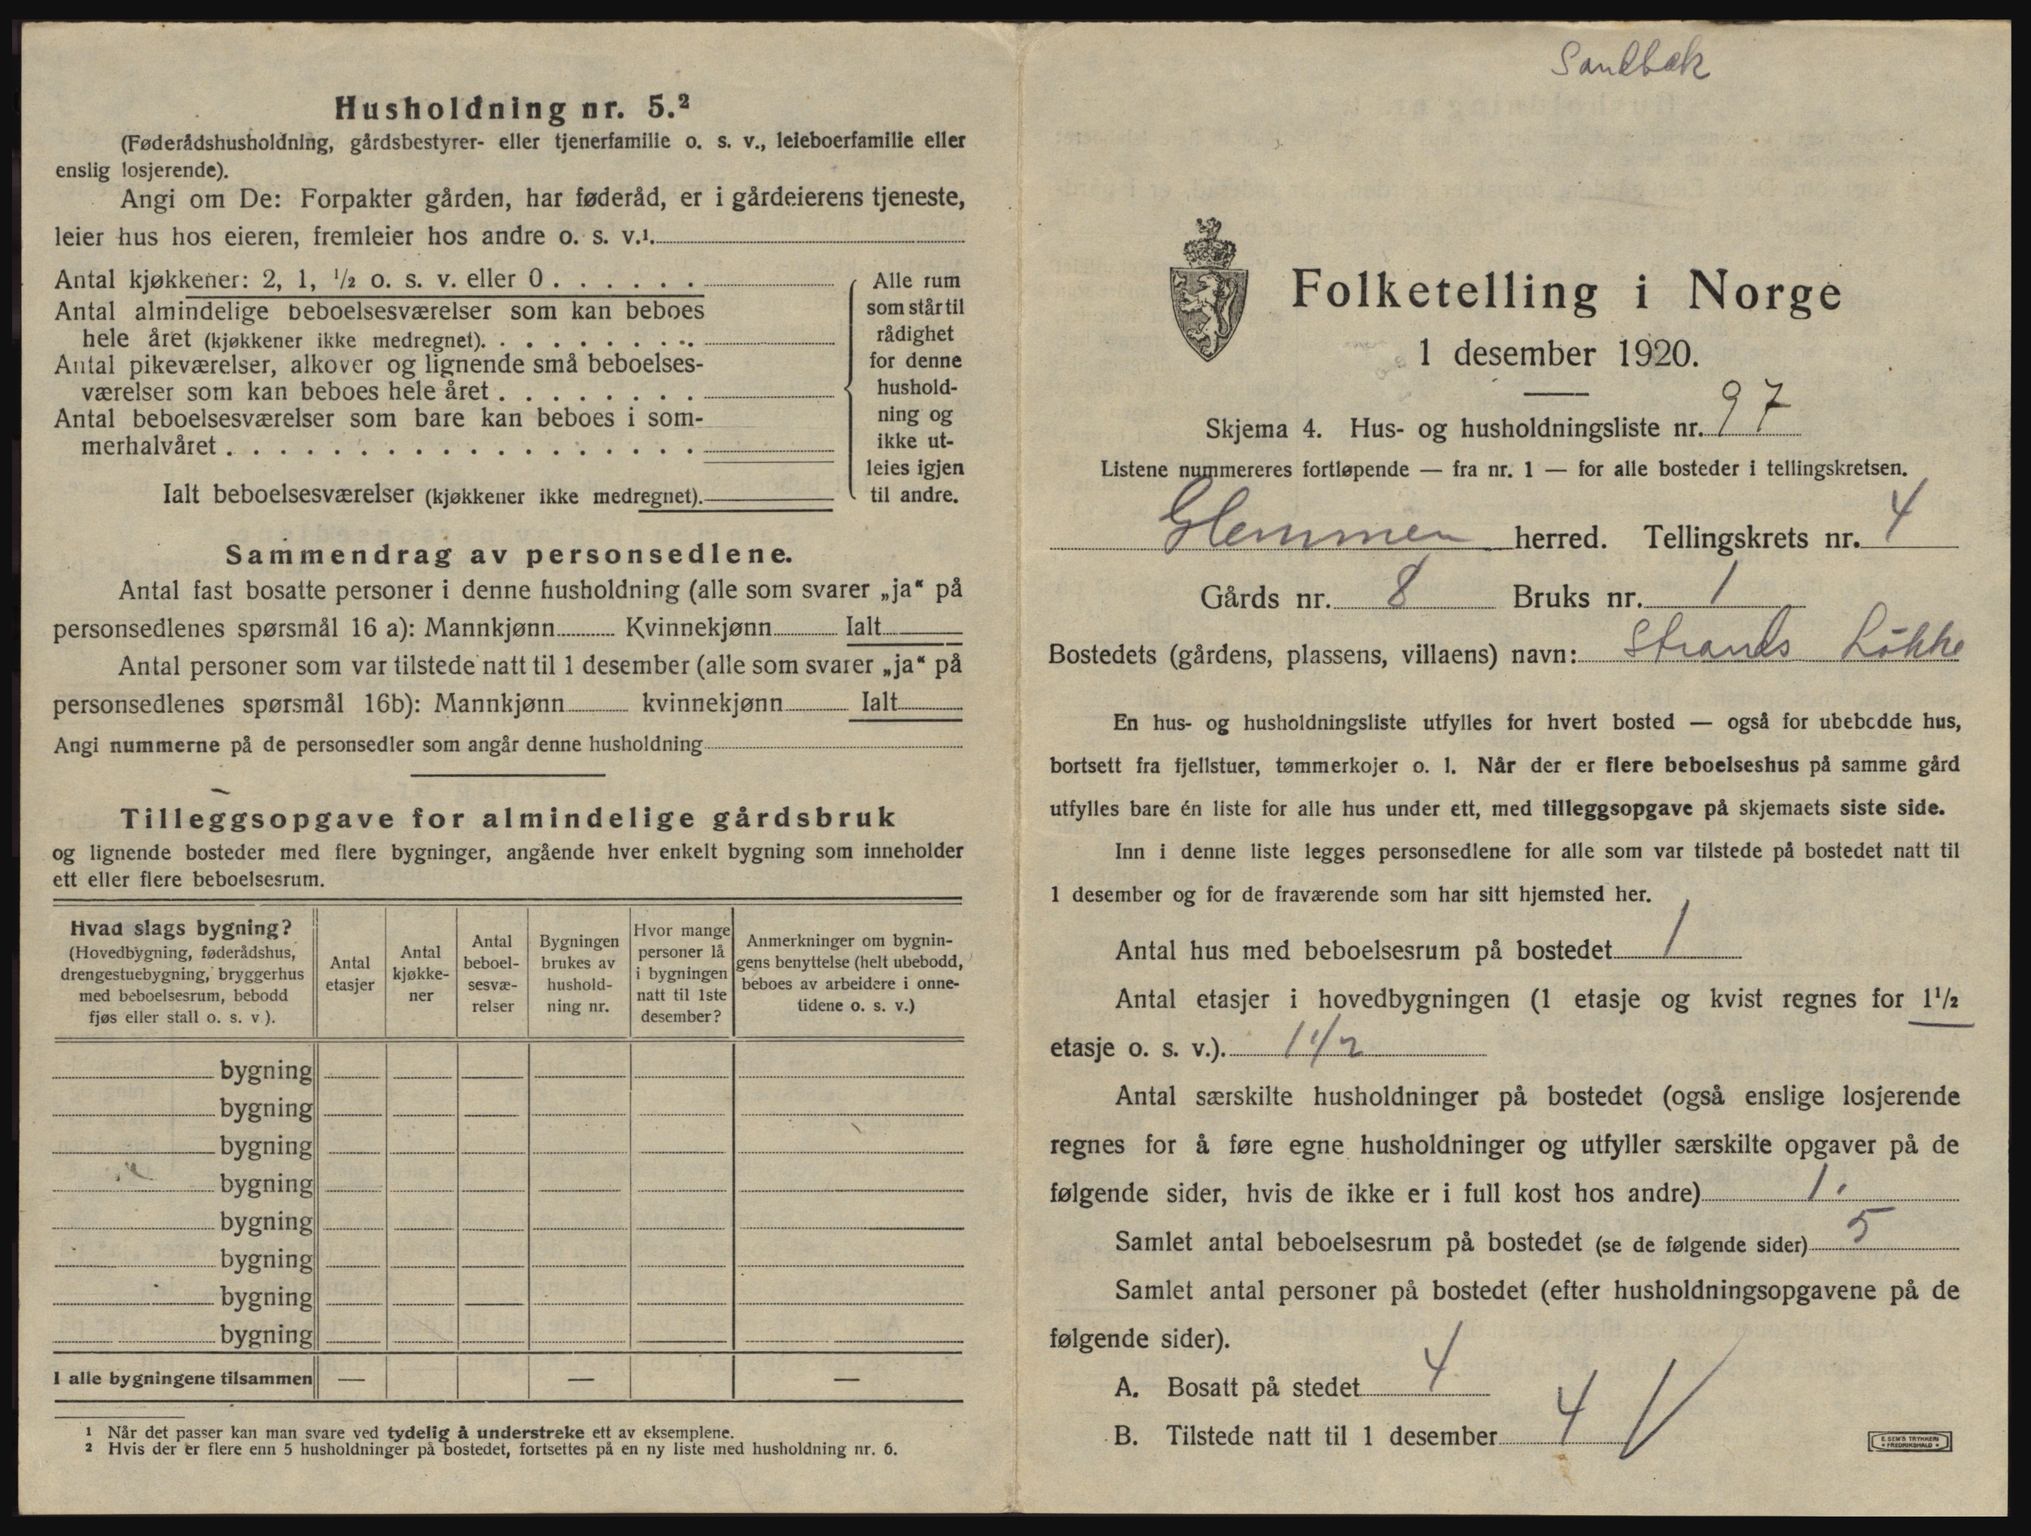 Husholdning nr. 5.²
(Føderådshusholdning, gårdsbestyrer- eller tjenerfamilie o. s. v., leieboerfamilie eller
enslig losjerende).
Angi om De: Forpakter gården, har føderåd, er i gårdeierens tjeneste,
leier hus hos eieren, fremleier hos andre o. s. v.¹
Antal kjøkkener: 2, 1, ½ o. s. v. eller 0
Antal almindelige beboelsesværelser som kan beboes
hele året (kjøkkener ikke medregnet).
Antal pikeværelser, alkover og lignende små beboelses-
værelser som kan beboes hele året
Antal beboelsesværelser som bare kan beboes i som-
merhalvåret
Ialt beboelsesværelser (kjøkkener ikke medregnet).
Alle rum
som står til
rådighet
for denne
hushold-
ning og
ikke ut-
leies igjen
til andre.
Sammendrag av personsedlene.
Antal fast bosatte personer i denne husholdning (alle som svarer „ja“ på
personsedlenes spørsmål 16 a): Mannkjønn Kvinnekjønn Ialt
Antal personer som var tilstede natt til 1 desember (alle som svarer „ja“ på
personsedlenes spørsmål 16b): Mannkjønn kvinnekjønn Ialt
Angi nummerne på de personsedler som angår denne husholdning
Tilleggsopgave for almindelige gårdsbruk
og lignende bosteder med flere bygninger, angående hver enkelt bygning som inneholder
ett eller flere beboelsesrum.
Hvad slags bygning?
(Hovedbygning, føderådshus,
drengestuebygning, bryggerhus
med beboelsesrum, bebodd
fjøs eller stall o. s. v).
Antal
etasjer
Antal
kjøkke-
ner
Antal
beboel-
sesvæ-
relser
Bygningen
brukes av
hushold-
ning nr.
Hvor mange
personer lå
i bygningen
natt til 1ste
desember?
Anmerkninger om bygnin-
gens benyttelse (helt ubebodd,
beboes av arbeidere i onne-
tidene o. s. v.)
bygning
bygning
bygning
bygning
bygning
bygning
bygning
bygning
I alle bygningene tilsammen — — —
¹ Når det passer kan man svare ved tydelig å understreke ett av eksemplene.
² Hvis der er flere enn 5 husholdninger på bostedet, fortsettes på en ny liste med husholdning nr. 6.
Sandbæk
Folketelling i Norge
1 desember 1920.
Skjema 4. Hus- og husholdningsliste nr. 97
Listene nummereres fortløpende — fra nr. 1 — for alle bosteder i tellingskretsen.
Glemmen herred. Tellingskrets nr. 4
Gårds nr. 8 Bruks nr. 1
Bostedets (gårdens, plassens, villaens) navn: Strands Løkke
En hus- og husholdningsliste utfylles for hvert bosted — også for ubebodde hus,
bortsett fra fjellstuer, tømmerkojer o. l. Når der er flere beboelseshus på samme gård
utfylles bare én liste for alle hus under ett, med tilleggsopgave på skjemaets siste side.
Inn i denne liste legges personsedlene for alle som var tilstede på bostedet natt til
1 desember og for de fraværende som har sitt hjemsted her.
Antal hus med beboelsesrum på bostedet 1
Antal etasjer i hovedbygningen (1 etasje og kvist regnes for 1½
etasje o. s. v.). 1 1/2
Antal særskilte husholdninger på bostedet (også enslige losjerende
regnes for å føre egne husholdninger og utfyller særskilte opgaver på de
følgende sider, hvis de ikke er i full kost hos andre) 1.
Samlet antal beboelsesrum på bostedet (se de følgende sider) 5
Samlet antal personer på bostedet (efter husholdningsopgavene på de
følgende sider).
A. Bosatt på stedet 4
B. Tilstede natt til 1 desember 4
E. SEM'S TRYKKERI
FREDRIKSHALD